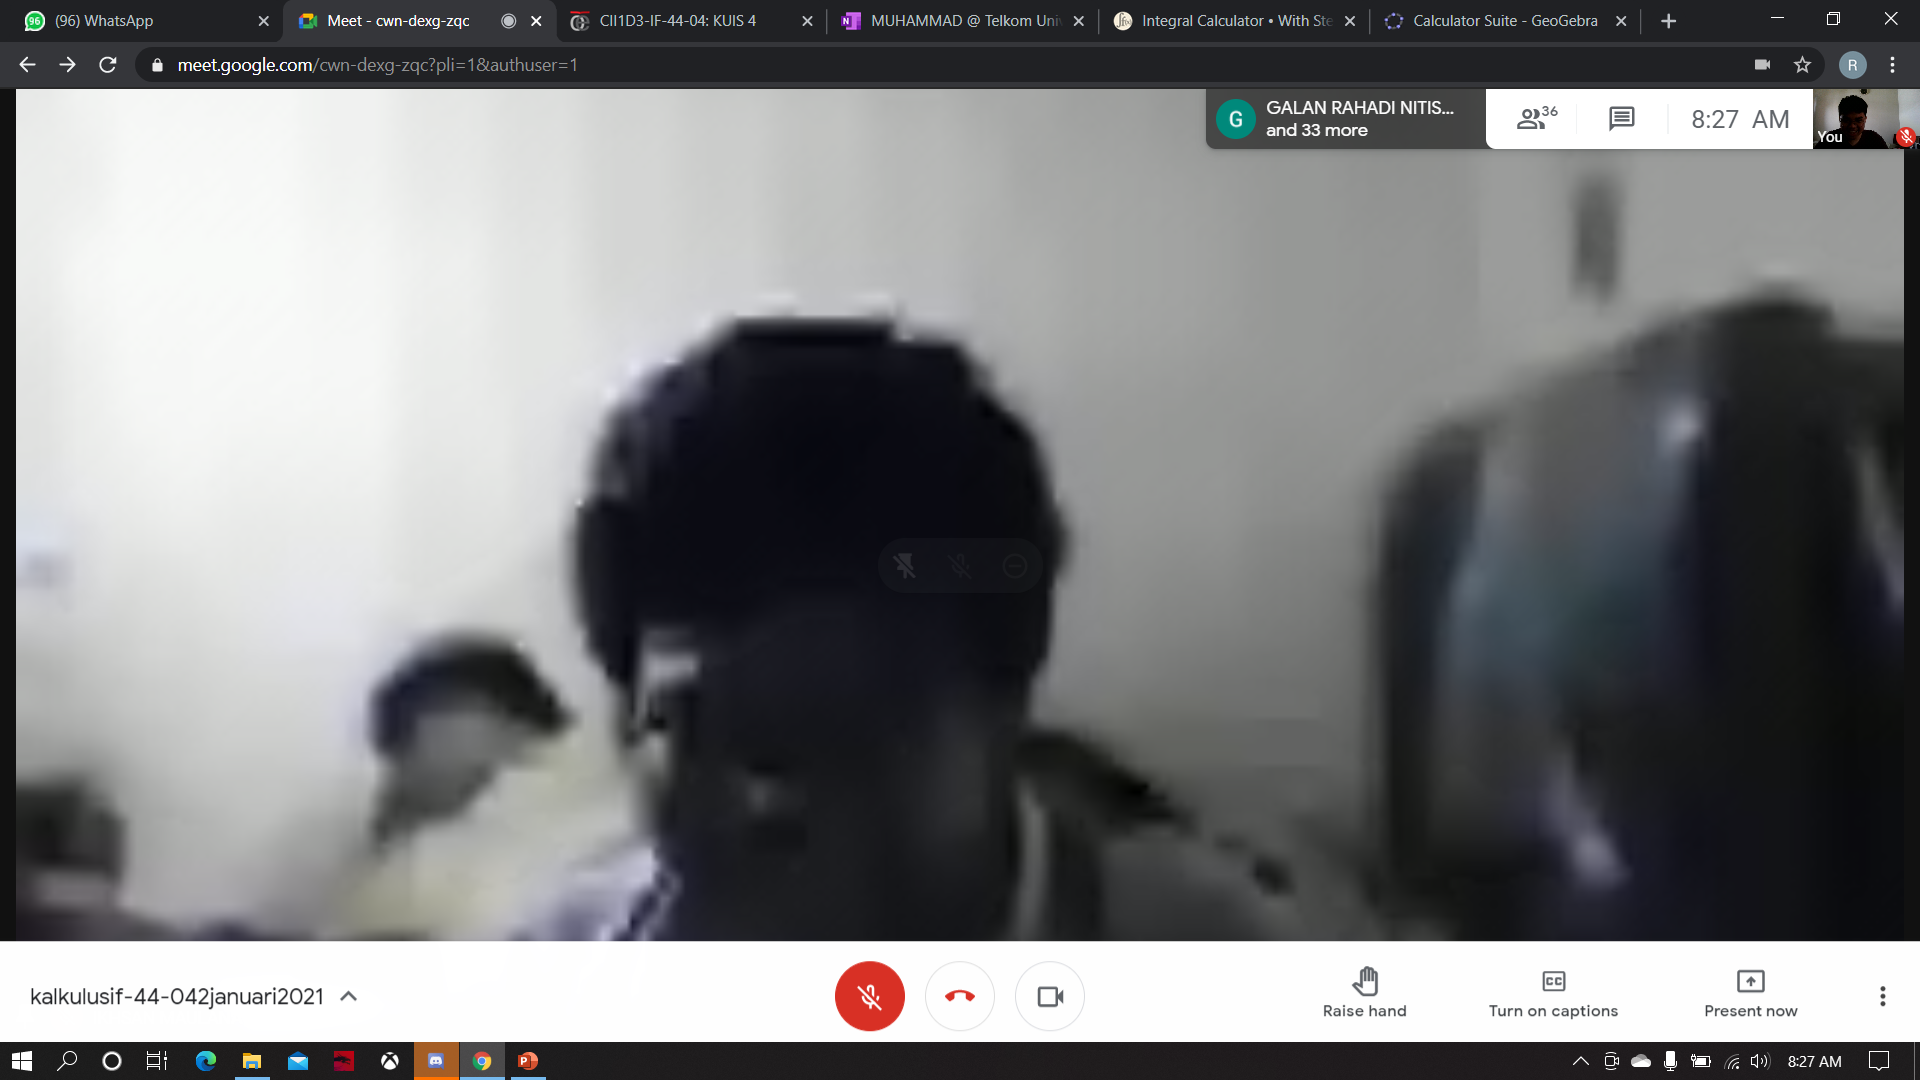 (96) WhatsApp
Meet - cwn-dexg-zqc
CII1D3-IF-44-04: KUIS 4
MUHAMMAD @ Telkom Uni
Integral Calculator • With Ste
Calculator Suite - GeoGebra
meet.google.com/cwn-dexg-zqc?pli=1&authuser=1
R
G
GALAN RAHADI NITIS...
and 33 more
36
8:27 AM
You
kalkulusif-44-042januari2021
Raise hand
Turn on captions
Present now
8:27 AM